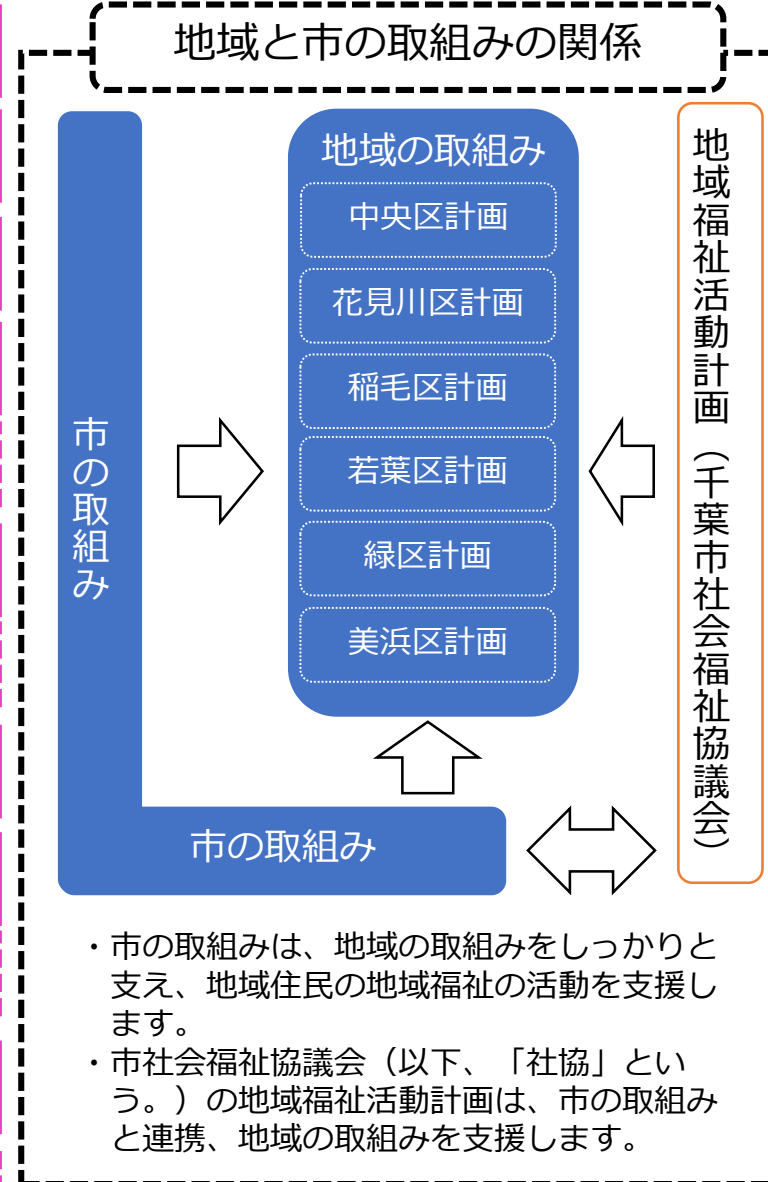 地域と市の取組みの関係
市の取組み
地域の取組み
中央区計画
花見川区計画
稲毛区計画
若葉区計画
緑区計画
美浜区計画
地域福祉活動計画（千葉市社会福祉協議会）
市の取組み
・市の取組みは、地域の取組みをしっかりと
支え、地域住民の地域福祉の活動を支援し
ます。
・市社会福祉協議会（以下、「社協」とい
う。）の地域福祉活動計画は、市の取組み
と連携、地域の取組みを支援します。